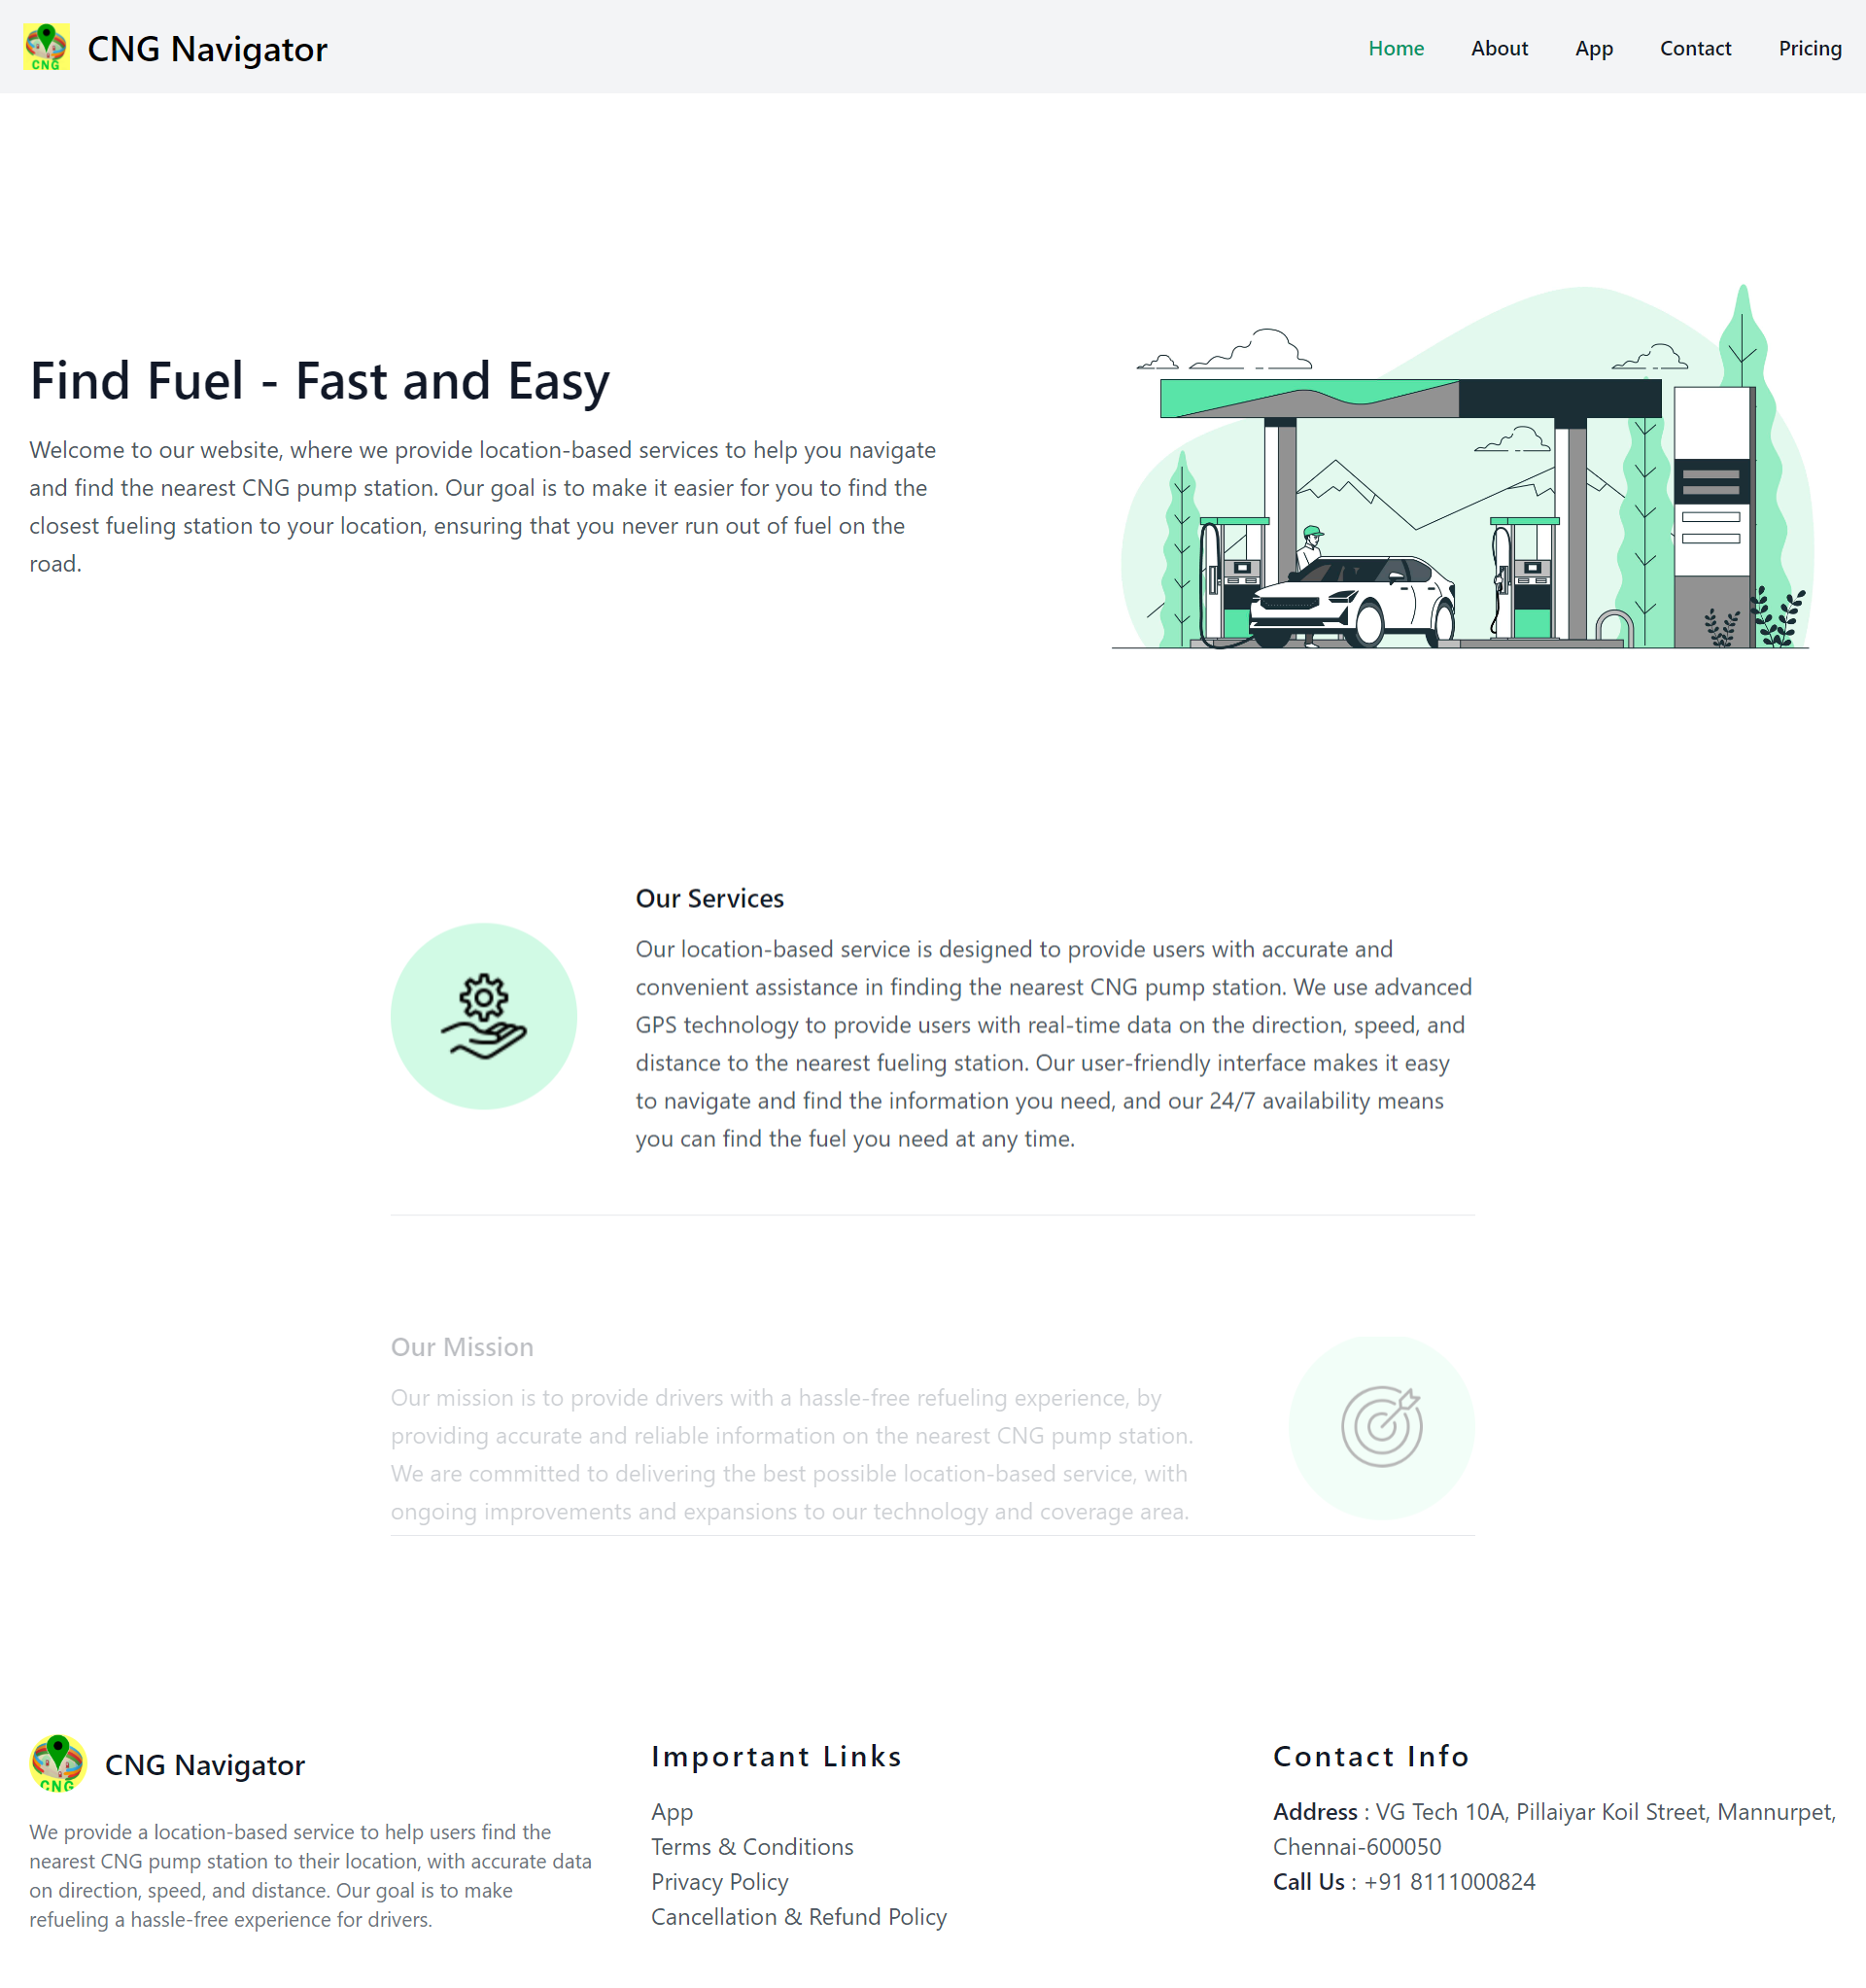 CNG
CNG Navigator
Home
About
App
Contact
Pricing
Find Fuel - Fast and Easy
Welcome to our website, where we provide location-based services to help you navigate
and find the nearest CNG pump station. Our goal is to make it easier for you to find the
closest fueling station to your location, ensuring that you never run out of fuel on the
road.
Our Services
Our location-based service is designed to provide users with accurate and
convenient assistance in finding the nearest CNG pump station. We use advanced
GPS technology to provide users with real-time data on the direction, speed, and
distance to the nearest fueling station. Our user-friendly interface makes it easy
to navigate and find the information you need, and our 24/7 availability means
you can find the fuel you need at any time.
Our Mission
Our mission is to provide drivers with a hassle-free refueling experience, by
providing accurate and reliable information on the nearest CNG pump station.
We are committed to delivering the best possible location-based service, with
ongoing improvements and expansions to our technology and coverage area.
CNG
CNG Navigator
We provide a location-based service to help users find the
nearest CNG pump station to their location, with accurate data
on direction, speed, and distance. Our goal is to make
refueling a hassle-free experience for drivers.
Important Links
App
Terms & Conditions
Privacy Policy
Cancellation & Refund Policy
Contact Info
Address : VG Tech 10A, Pillaiyar Koil Street, Mannurpet,
Chennai-600050
Call Us : +91 8111000824